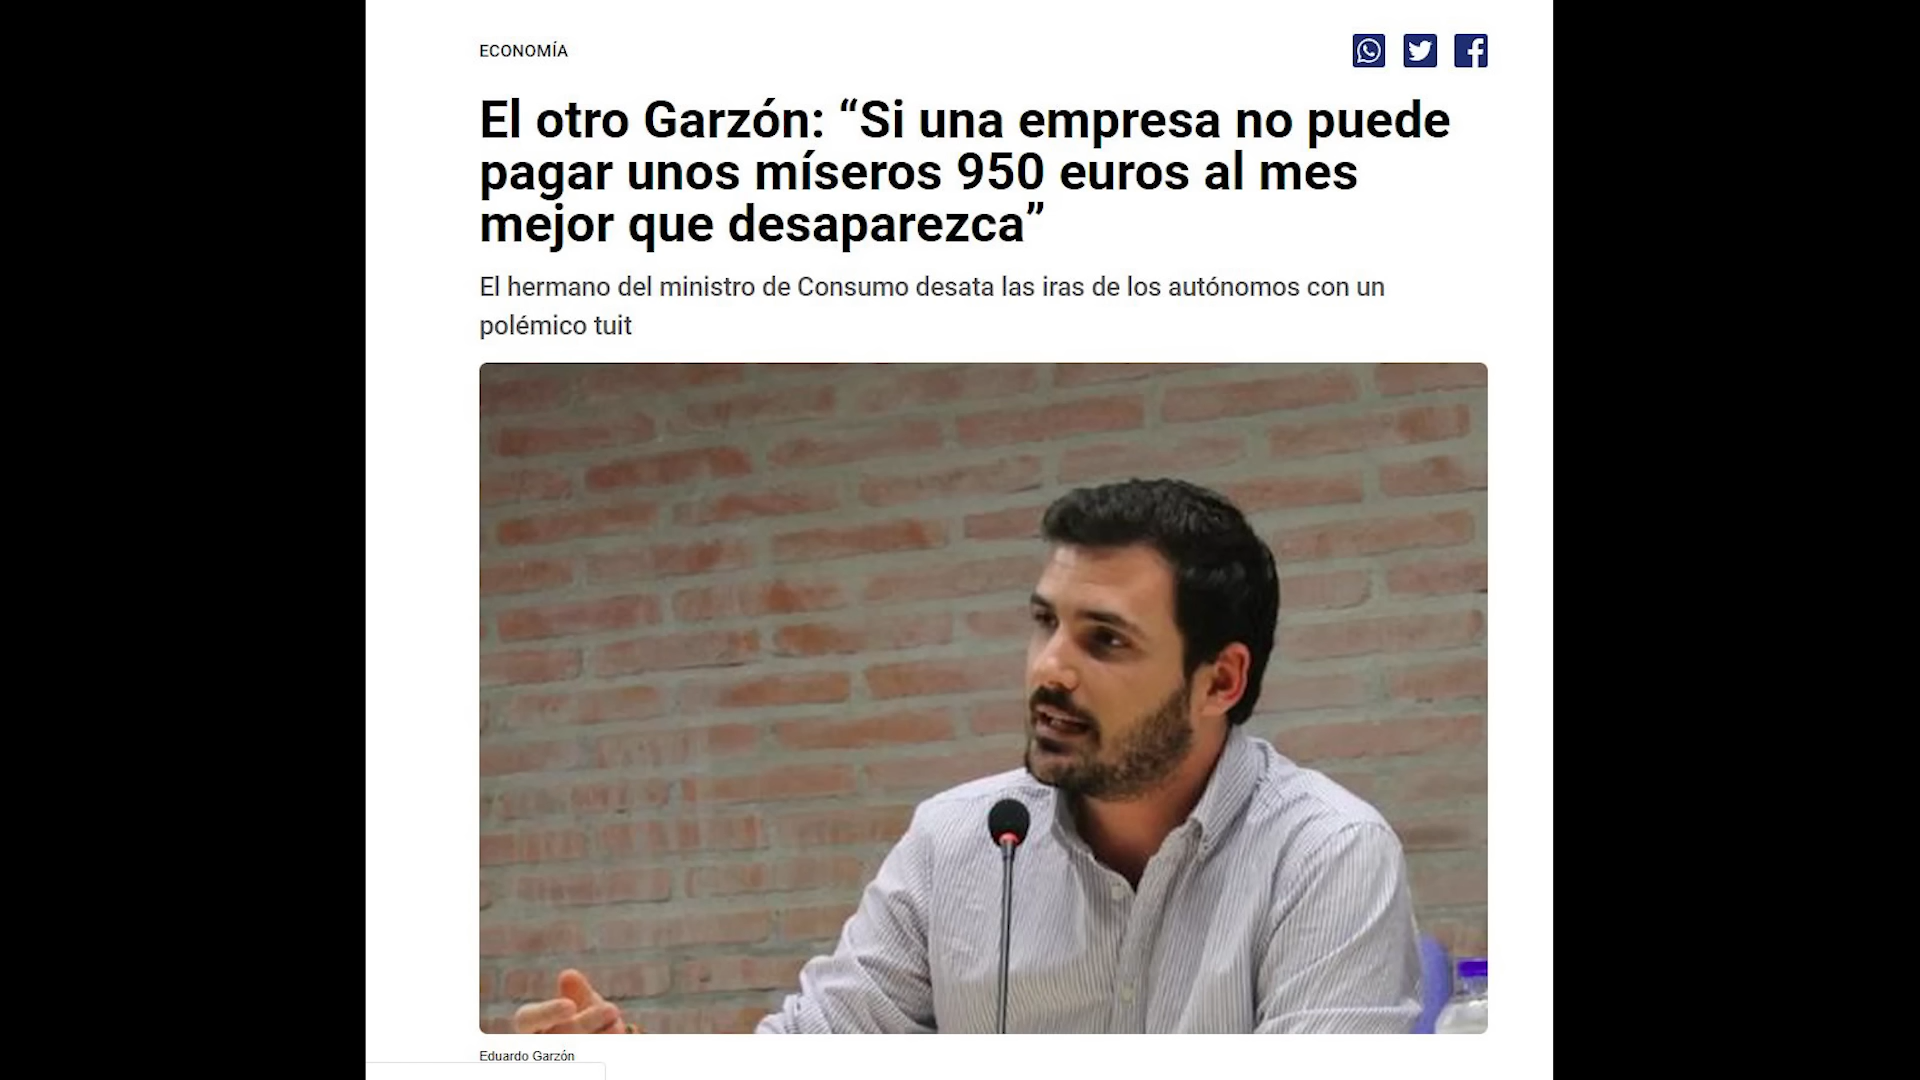 ECONOMÍA
El otro Garzón: “Si una empresa no puede
pagar unos míseros 950 euros al mes
mejor que desaparezca”
El hermano del ministro de Consumo desata las iras de los autónomos con un
polémico tuit
Eduardo Garzón